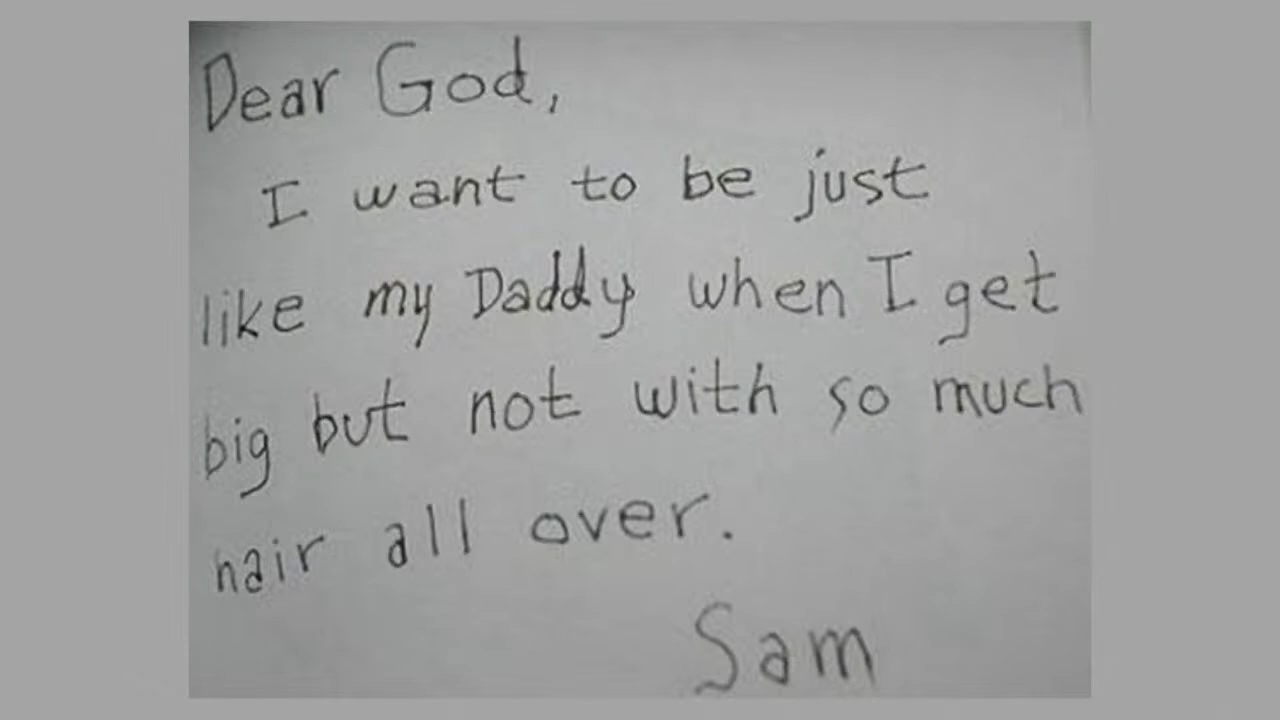 Dear God,
I want to be just
like my Daddy when I get
big but not with so much
hair all over.
Sam